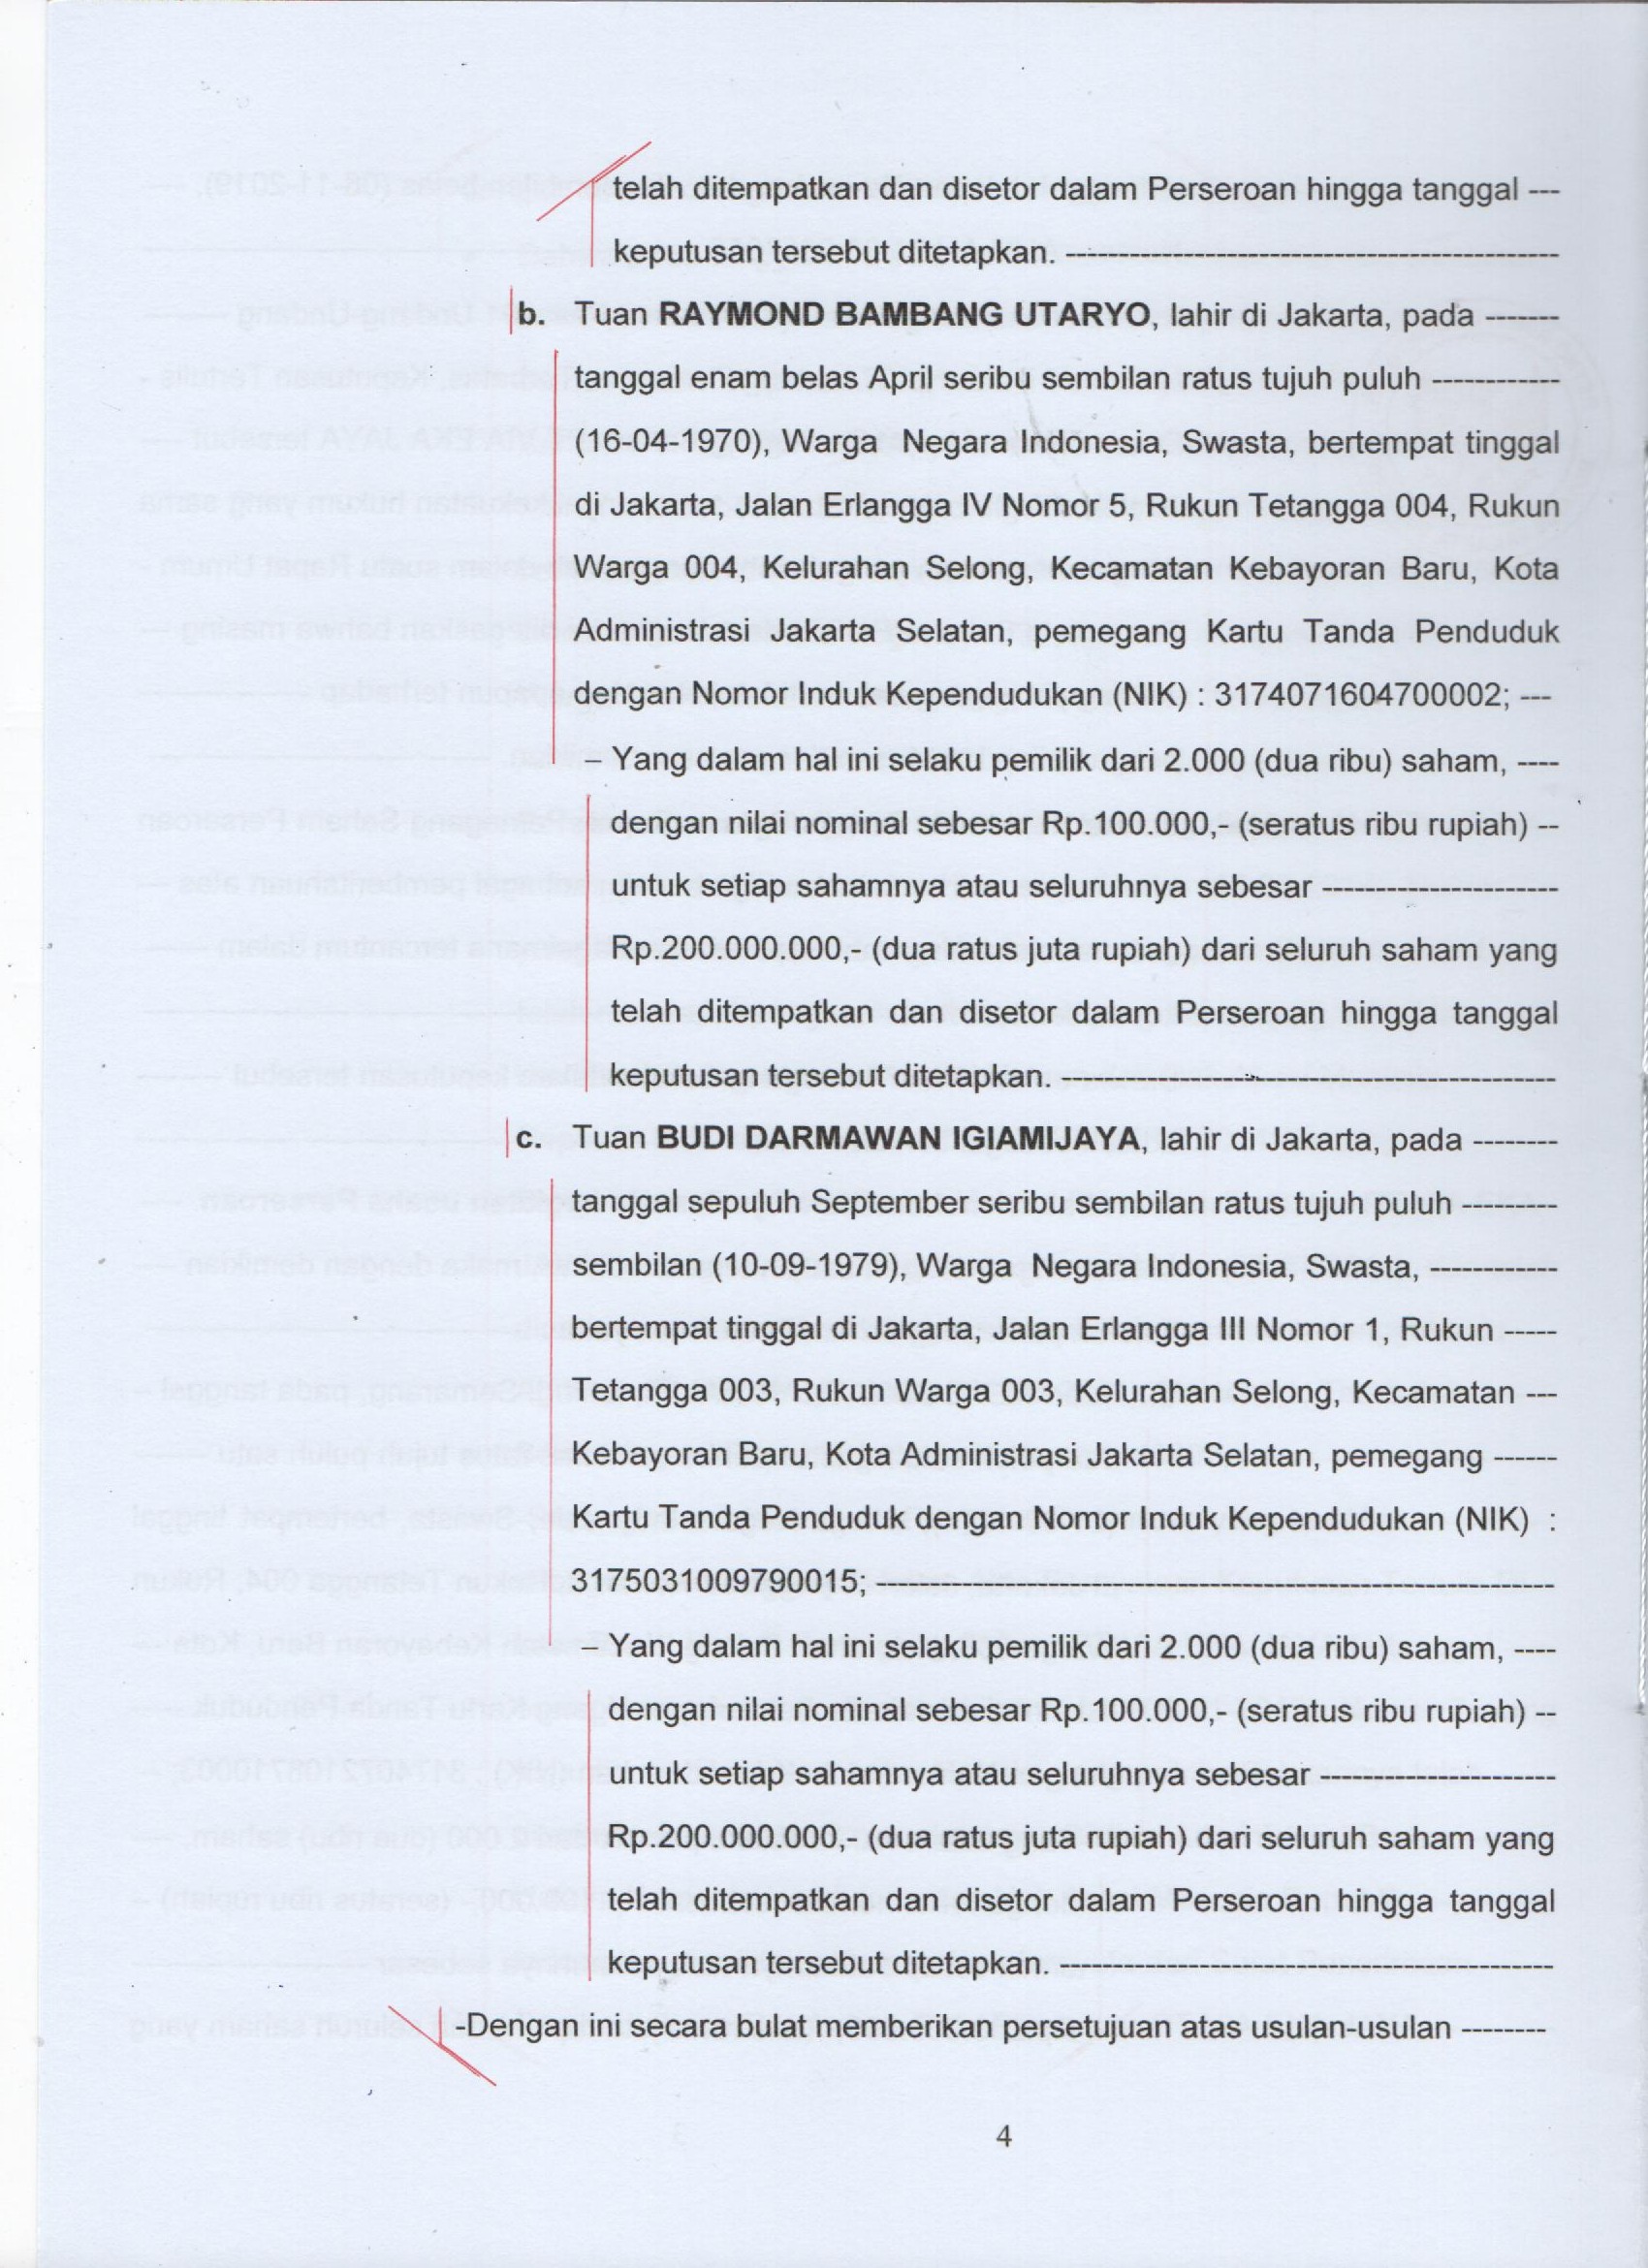 telah ditempatkan dan disetor dalam Perseroan hingga tanggal ---
keputusan tersebut ditetapkan. ----------------------------------------------
b. Tuan RAYMOND BAMBANG UTARYO, lahir di Jakarta, pada -------
tanggal enam belas April seribu sembilan ratus tujuh puluh ------------
(16-04-1970), Warga Negara Indonesia, Swasta, bertempat tinggal
di Jakarta, Jalan Erlangga IV Nomor 5, Rukun Tetangga 004, Rukun
Warga 004, Kelurahan Selong, Kecamatan Kebayoran Baru, Kota
Administrasi Jakarta Selatan, pemegang Kartu Tanda Penduduk
dengan Nomor Induk Kependudukan (NIK) : 3174071604700002; ---
– Yang dalam hal ini selaku pemilik dari 2.000 (dua ribu) saham, ----
dengan nilai nominal sebesar Rp.100.000,- (seratus ribu rupiah) --
untuk setiap sahamnya atau seluruhnya sebesar ----------------------
Rp.200.000.000,- (dua ratus juta rupiah) dari seluruh saham yang
telah ditempatkan dan disetor dalam Perseroan hingga tanggal
keputusan tersebut ditetapkan. ----------------------------------------------
c. Tuan BUDI DARMAWAN IGIAMIJAYA, lahir di Jakarta, pada --------
tanggal sepuluh September seribu sembilan ratus tujuh puluh ---------
sembilan (10-09-1979), Warga Negara Indonesia, Swasta, ------------
bertempat tinggal di Jakarta, Jalan Erlangga III Nomor 1, Rukun -----
Tetangga 003, Rukun Warga 003, Kelurahan Selong, Kecamatan ---
Kebayoran Baru, Kota Administrasi Jakarta Selatan, pemegang ------
Kartu Tanda Penduduk dengan Nomor Induk Kependudukan (NIK) :
3175031009790015; ----------------------------------------------------------------
– Yang dalam hal ini selaku pemilik dari 2.000 (dua ribu) saham, ----
dengan nilai nominal sebesar Rp.100.000,- (seratus ribu rupiah) --
untuk setiap sahamnya atau seluruhnya sebesar ----------------------
Rp.200.000.000,- (dua ratus juta rupiah) dari seluruh saham yang
telah ditempatkan dan disetor dalam Perseroan hingga tanggal
keputusan tersebut ditetapkan. ----------------------------------------------
-Dengan ini secara bulat memberikan persetujuan atas usulan-usulan --------
4